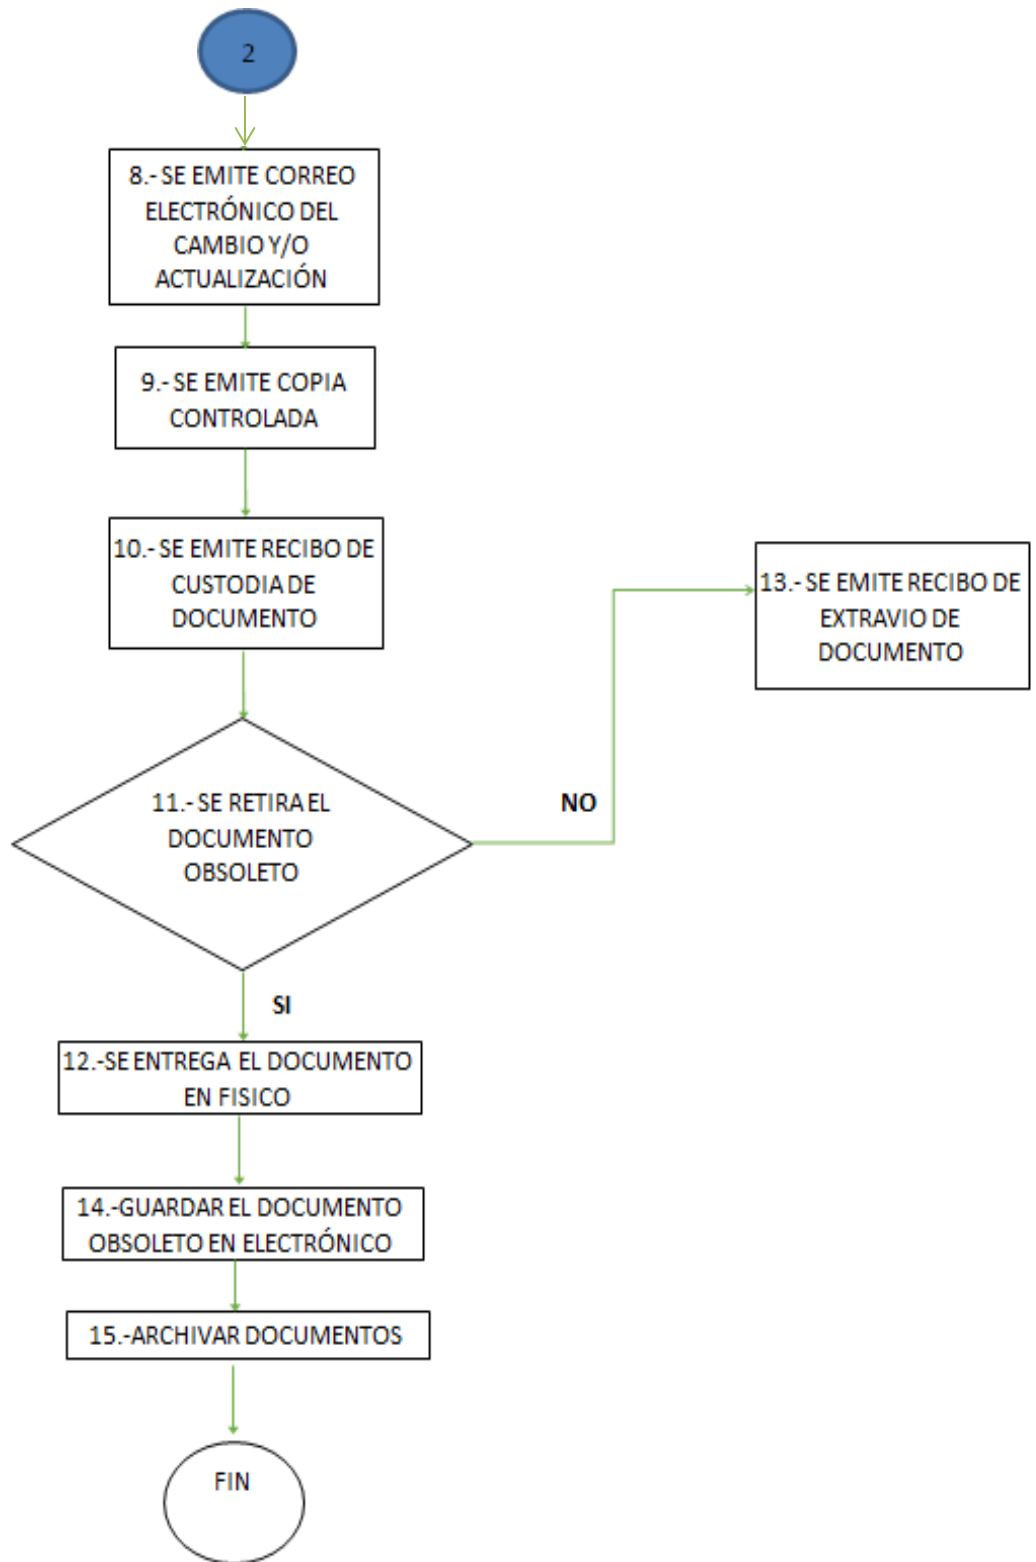 2
8.- SE EMITE CORREO
ELECTRÓNICO DEL
CAMBIO Y/O
ACTUALIZACIÓN
9.- SE EMITE COPIA
CONTROLADA
10.- SE EMITE RECIBO DE
CUSTODIA DE
DOCUMENTO
13.- SE EMITE RECIBO DE
EXTRAVIO DE
DOCUMENTO
11.- SE RETIRA EL
DOCUMENTO
OBSOLETO
NO
SI
12.-SE ENTREGA EL DOCUMENTO
EN FISICO
14.-GUARDAR EL DOCUMENTO
OBSOLETO EN ELECTRÓNICO
15.-ARCHIVAR DOCUMENTOS
FIN